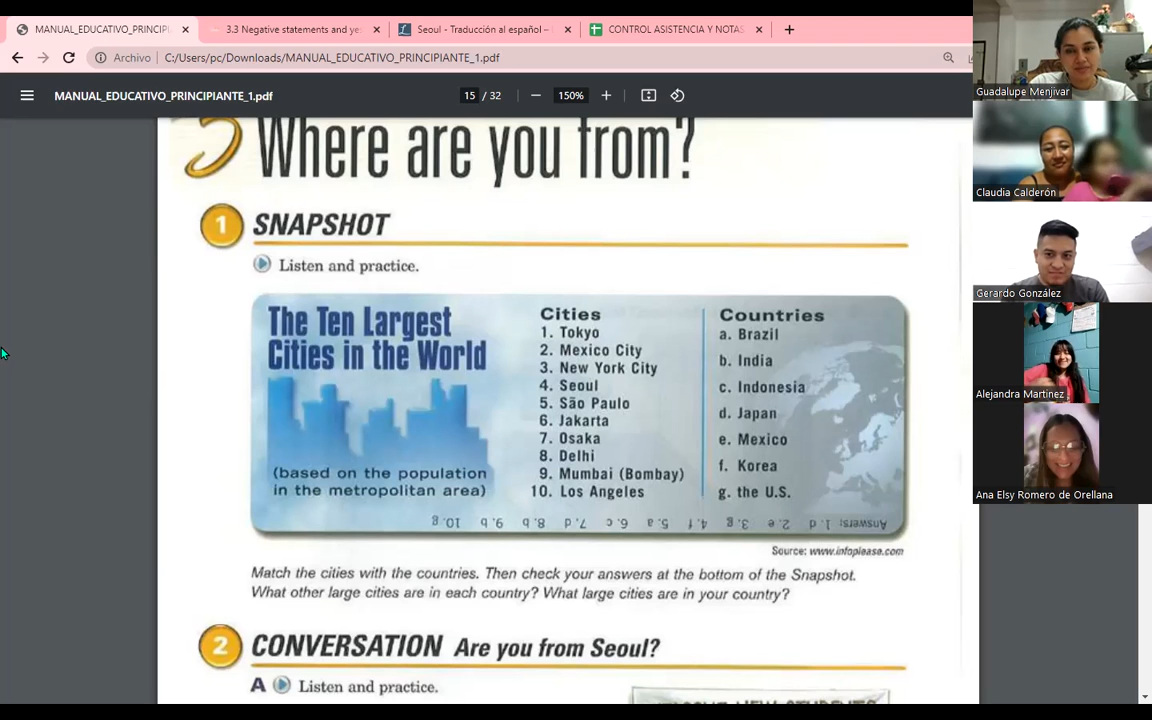 MANUAL_EDUCATIVO_PRINCIPI
3.3 Negative statements and ye
Seoul - Traducción al español –
CONTROL ASISTENCIA Y NOTAS
Archivo C:/Users/pc/Downloads/MANUAL_EDUCATIVO_PRINCIPIANTE_1.pdf
MANUAL_EDUCATIVO_PRINCIPIANTE_1.pdf
15 / 32
150%
3 Where are you from?
1 SNAPSHOT
Listen and practice.
The Ten Largest
Cities in the World
(based on the population
in the metropolitan area)
Cities
1. Tokyo
2. Mexico City
3. New York City
4. Seoul
5. São Paulo
6. Jakarta
7. Osaka
8. Delhi
9. Mumbai (Bombay)
10. Los Angeles
Countries
a. Brazil
b. India
c. Indonesia
d. Japan
e. Mexico
f. Korea
g. the U.S.
Answers: 1. d 2. e 3. g 4. f 5. a 6. c 7. d 8. b 9. b 10. g
Source: www.infoplease.com
Match the cities with the countries. Then check your answers at the bottom of the Snapshot.
What other large cities are in each country? What large cities are in your country?
2 CONVERSATION Are you from Seoul?
A Listen and practice.
Guadalupe Menjivar
Claudia Calderón
Gerardo González
Alejandra Martinez
Ana Elsy Romero de Orellana